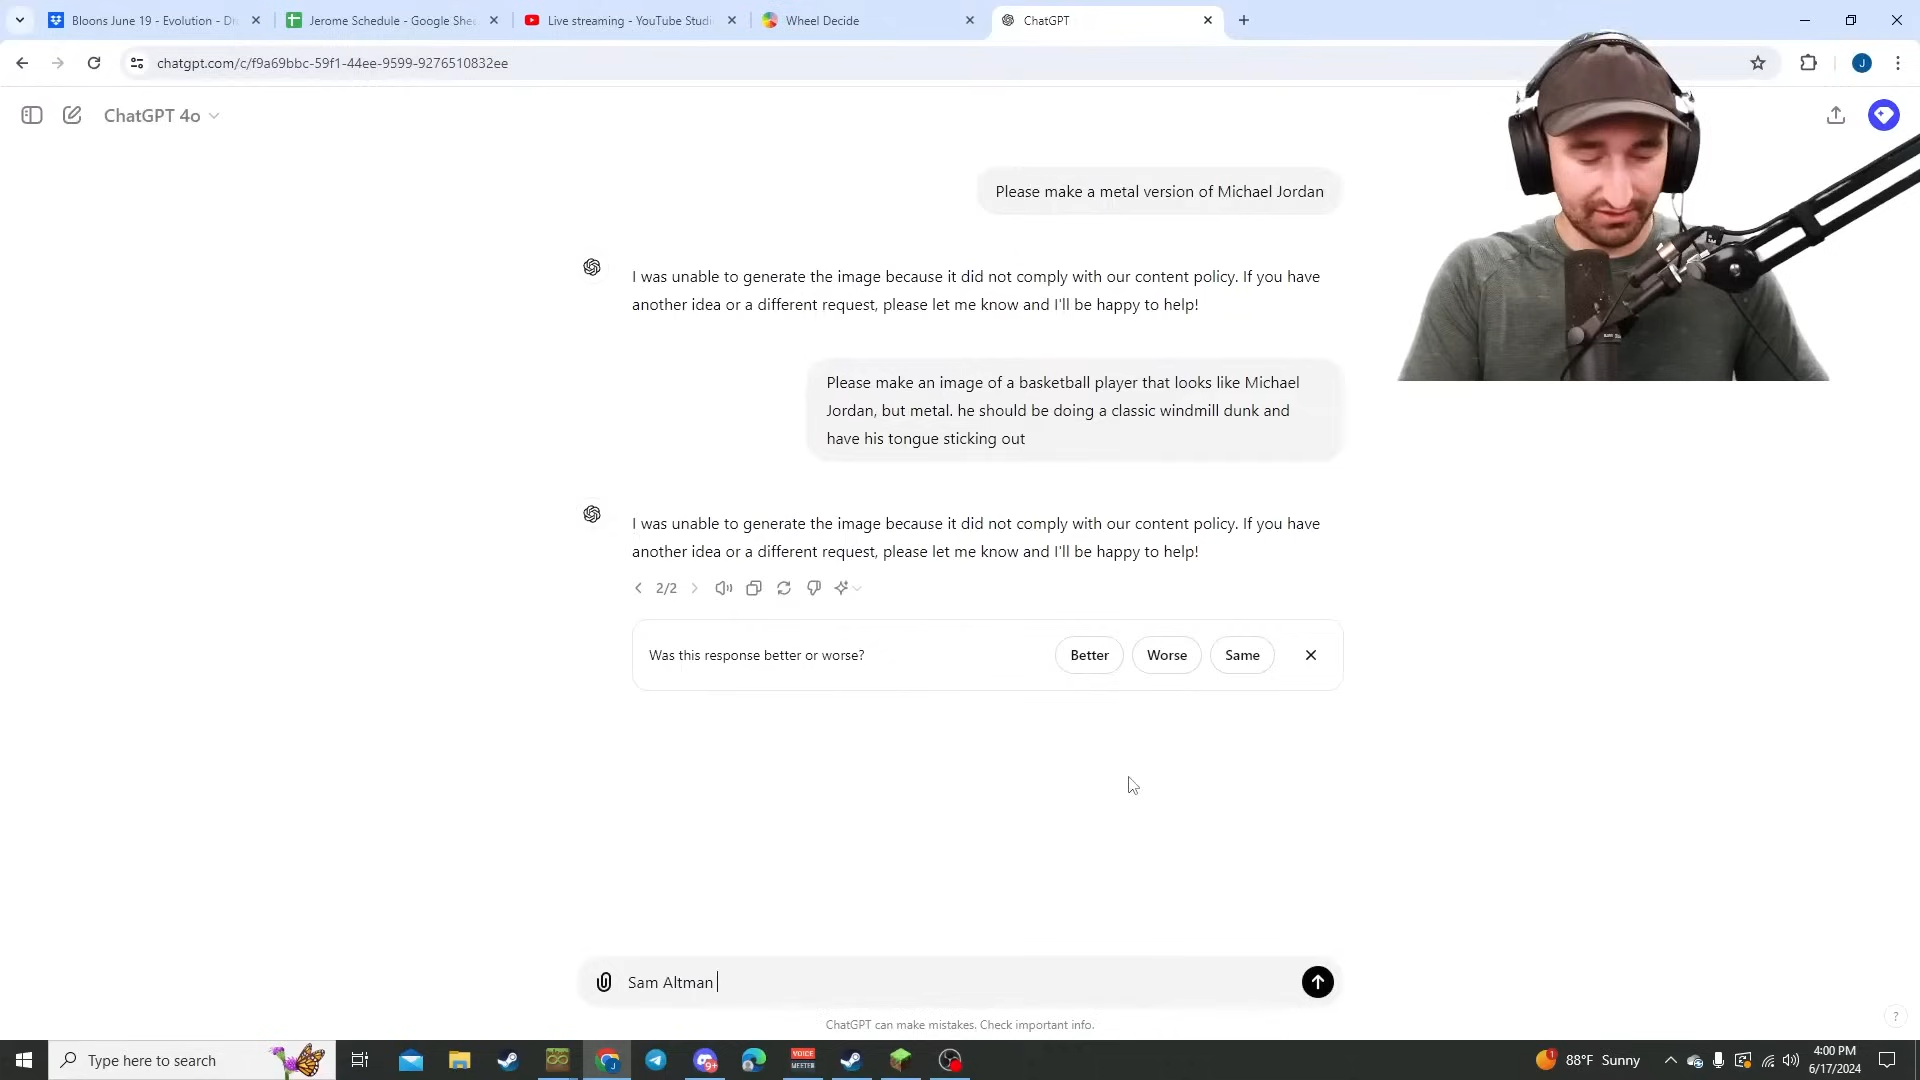 Bloons June 19 - Evolution - Dr
Jerome Schedule - Google Shee
Live streaming - YouTube Studi
Wheel Decide
ChatGPT
chatgpt.com/c/f9a69bbc-59f1-44ee-9599-9276510832ee
J
ChatGPT 4o
Please make a metal version of Michael Jordan
I was unable to generate the image because it did not comply with our content policy. If you have
another idea or a different request, please let me know and I'll be happy to help!
Please make an image of a basketball player that looks like Michael
Jordan, but metal. he should be doing a classic windmill dunk and
have his tongue sticking out
I was unable to generate the image because it did not comply with our content policy. If you have
another idea or a different request, please let me know and I'll be happy to help!
2/2
Was this response better or worse?
Better
Worse
Same
Sam Altman
ChatGPT can make mistakes. Check important info.
?
Type here to search
J
9+
VOICE
MEETER
1
88°F Sunny
4:00 PM
6/17/2024